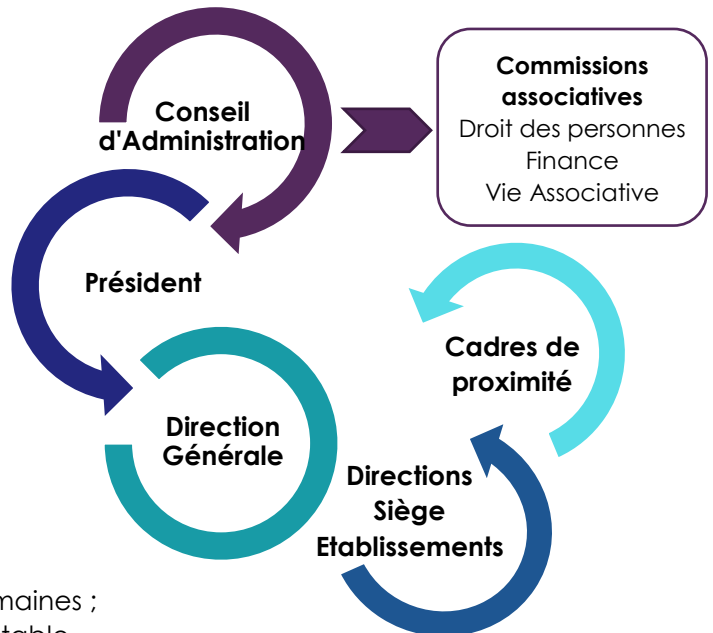 Conseil
d'Administration
Commissions
associatives
Droit des personnes
Finance
Vie Associative
Président
Cadres de
proximité
Direction
Générale
Directions
Siège
Etablissements
maines ;
table